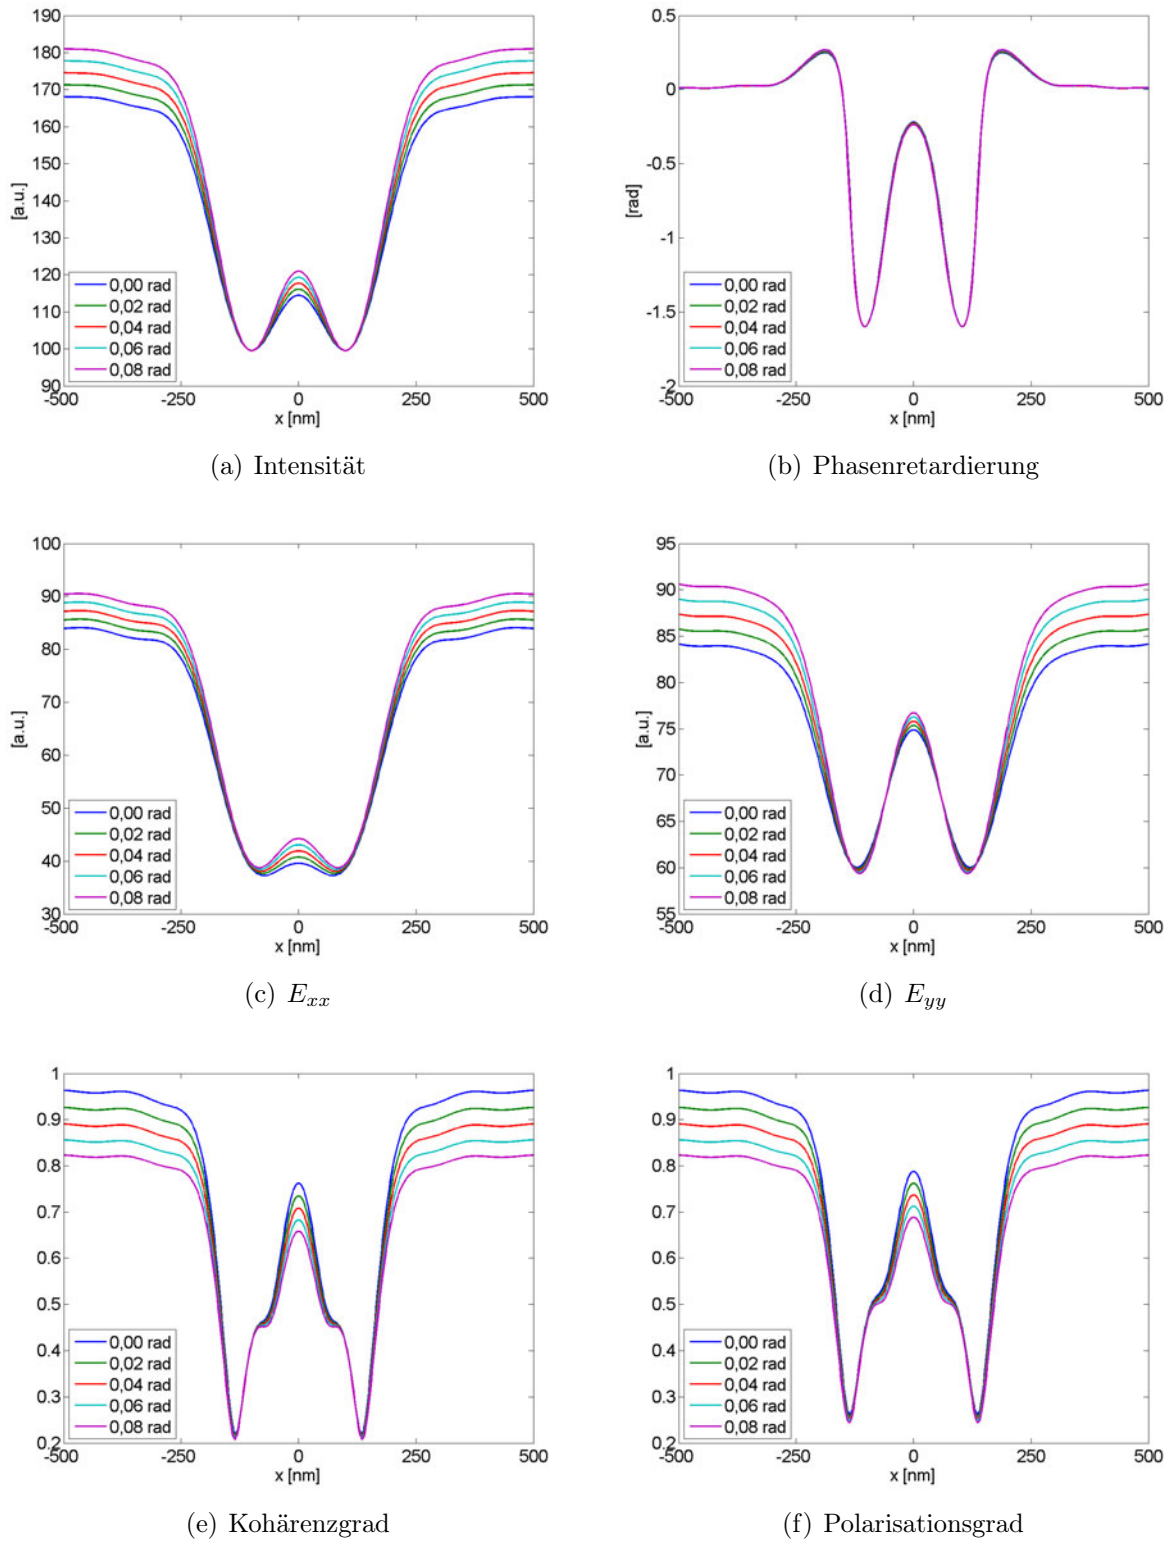 190
180
170
160
150
140
130
120
110
100
90
[a.u.]
0,00 rad
0,02 rad
0,04 rad
0,06 rad
0,08 rad
-500 -250 0 250 500
x [nm]
(a) Intensität
0.5
0
-0.5
-1
-1.5
-2
[rad]
0,00 rad
0,02 rad
0,04 rad
0,06 rad
0,08 rad
-500 -250 0 250 500
x [nm]
(b) Phasenretardierung
100
90
80
70
60
50
40
30
[a.u.]
0,00 rad
0,02 rad
0,04 rad
0,06 rad
0,08 rad
-500 -250 0 250 500
x [nm]
(c) Exx
95
90
85
80
75
70
65
60
55
[a.u.]
0,00 rad
0,02 rad
0,04 rad
0,06 rad
0,08 rad
-500 -250 0 250 500
x [nm]
(d) Eyy
1
0.9
0.8
0.7
0.6
0.5
0.4
0.3
0.2
0,00 rad
0,02 rad
0,04 rad
0,06 rad
0,08 rad
-500 -250 0 250 500
x [nm]
(e) Kohärenzgrad
1
0.9
0.8
0.7
0.6
0.5
0.4
0.3
0.2
0,00 rad
0,02 rad
0,04 rad
0,06 rad
0,08 rad
-500 -250 0 250 500
x [nm]
(f) Polarisationsgrad